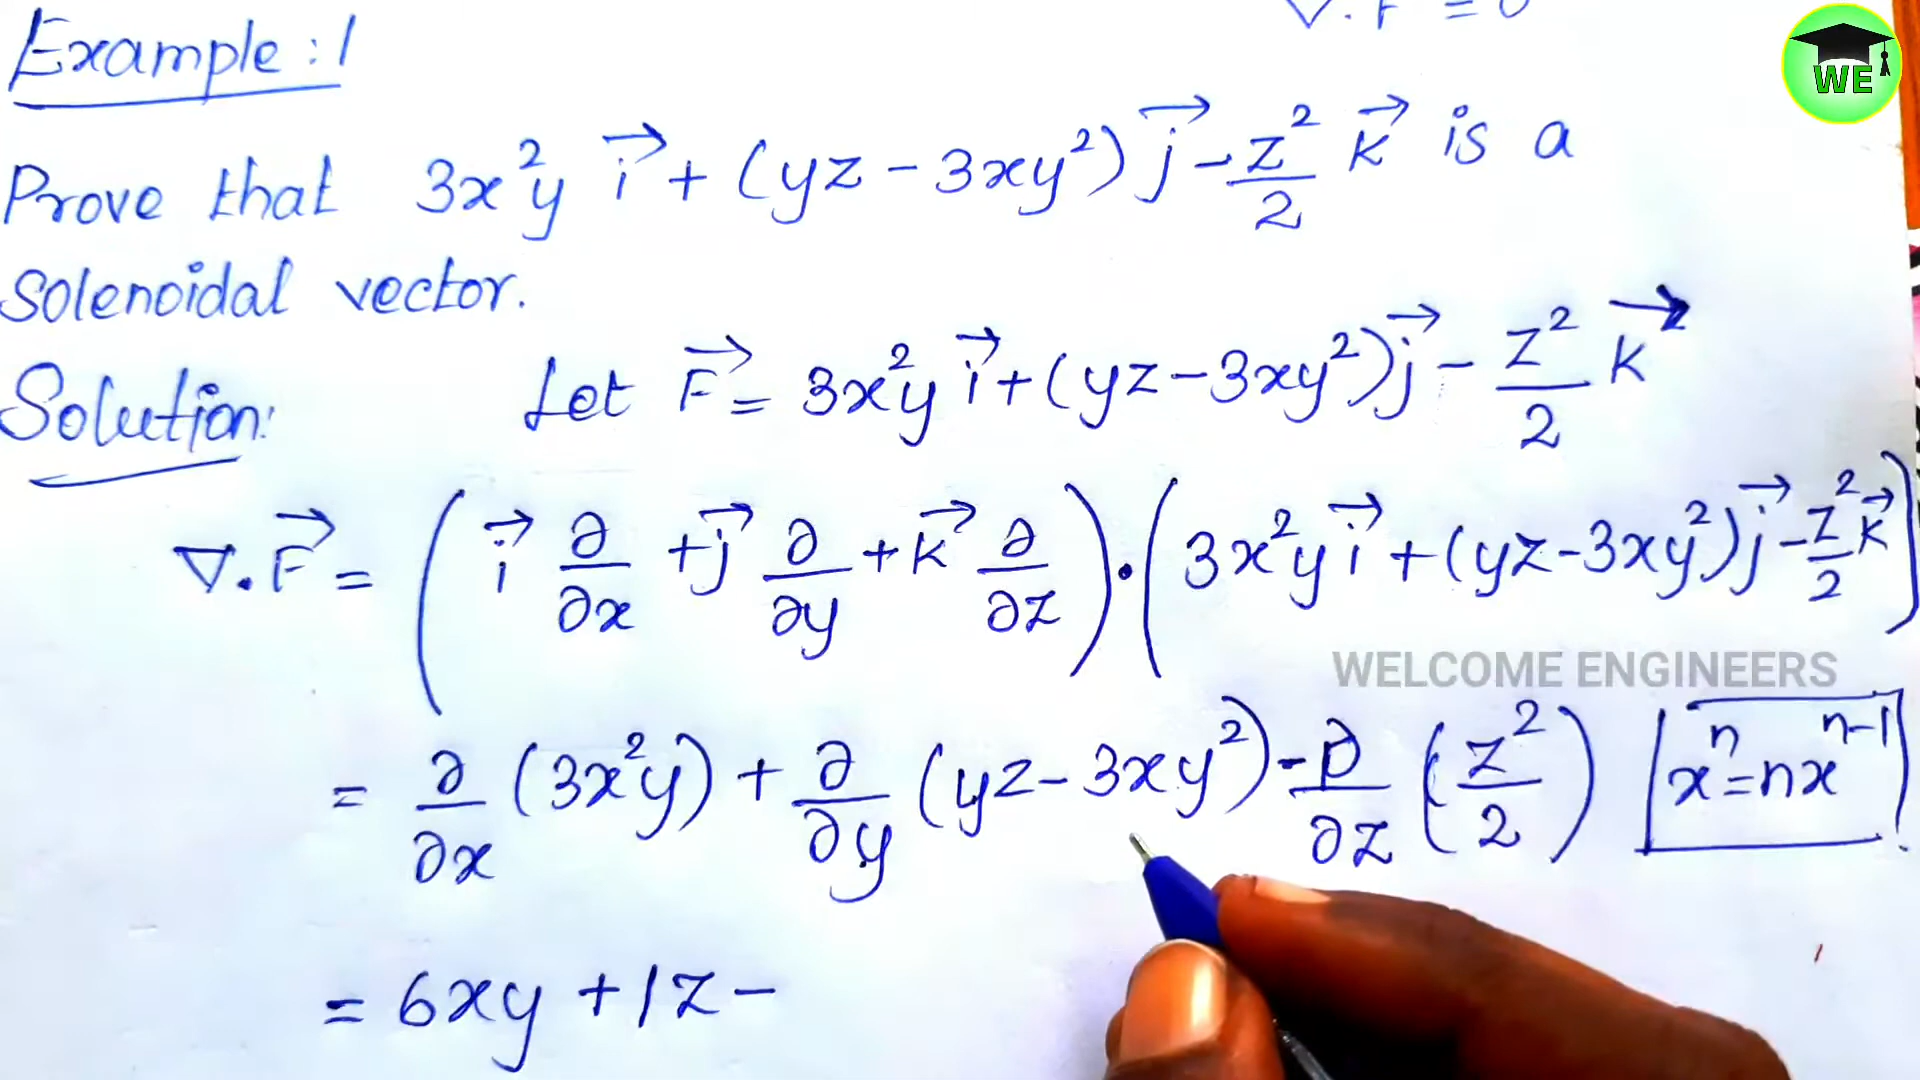 ∇. F = 0
WE
Example : 1
Prove that 3x²y i⃗ + (yz - 3xy²) j⃗ - z²/2 k⃗ is a
Solenoidal vector.
Solution: Let F⃗ = 3x²y i⃗ + (yz - 3xy²) j⃗ - z²/2 k⃗
∇. F⃗ = ( i⃗ ∂/∂x + j⃗ ∂/∂y + k⃗ ∂/∂z ) . ( 3x²y i⃗ + (yz - 3xy²) j⃗ - z²/2 k⃗ )
WELCOME ENGINEERS
= ∂/∂x (3x²y) + ∂/∂y (yz - 3xy²) - ∂/∂z ( z²/2 ) xⁿ = nxⁿ⁻¹
= 6xy + 1z -